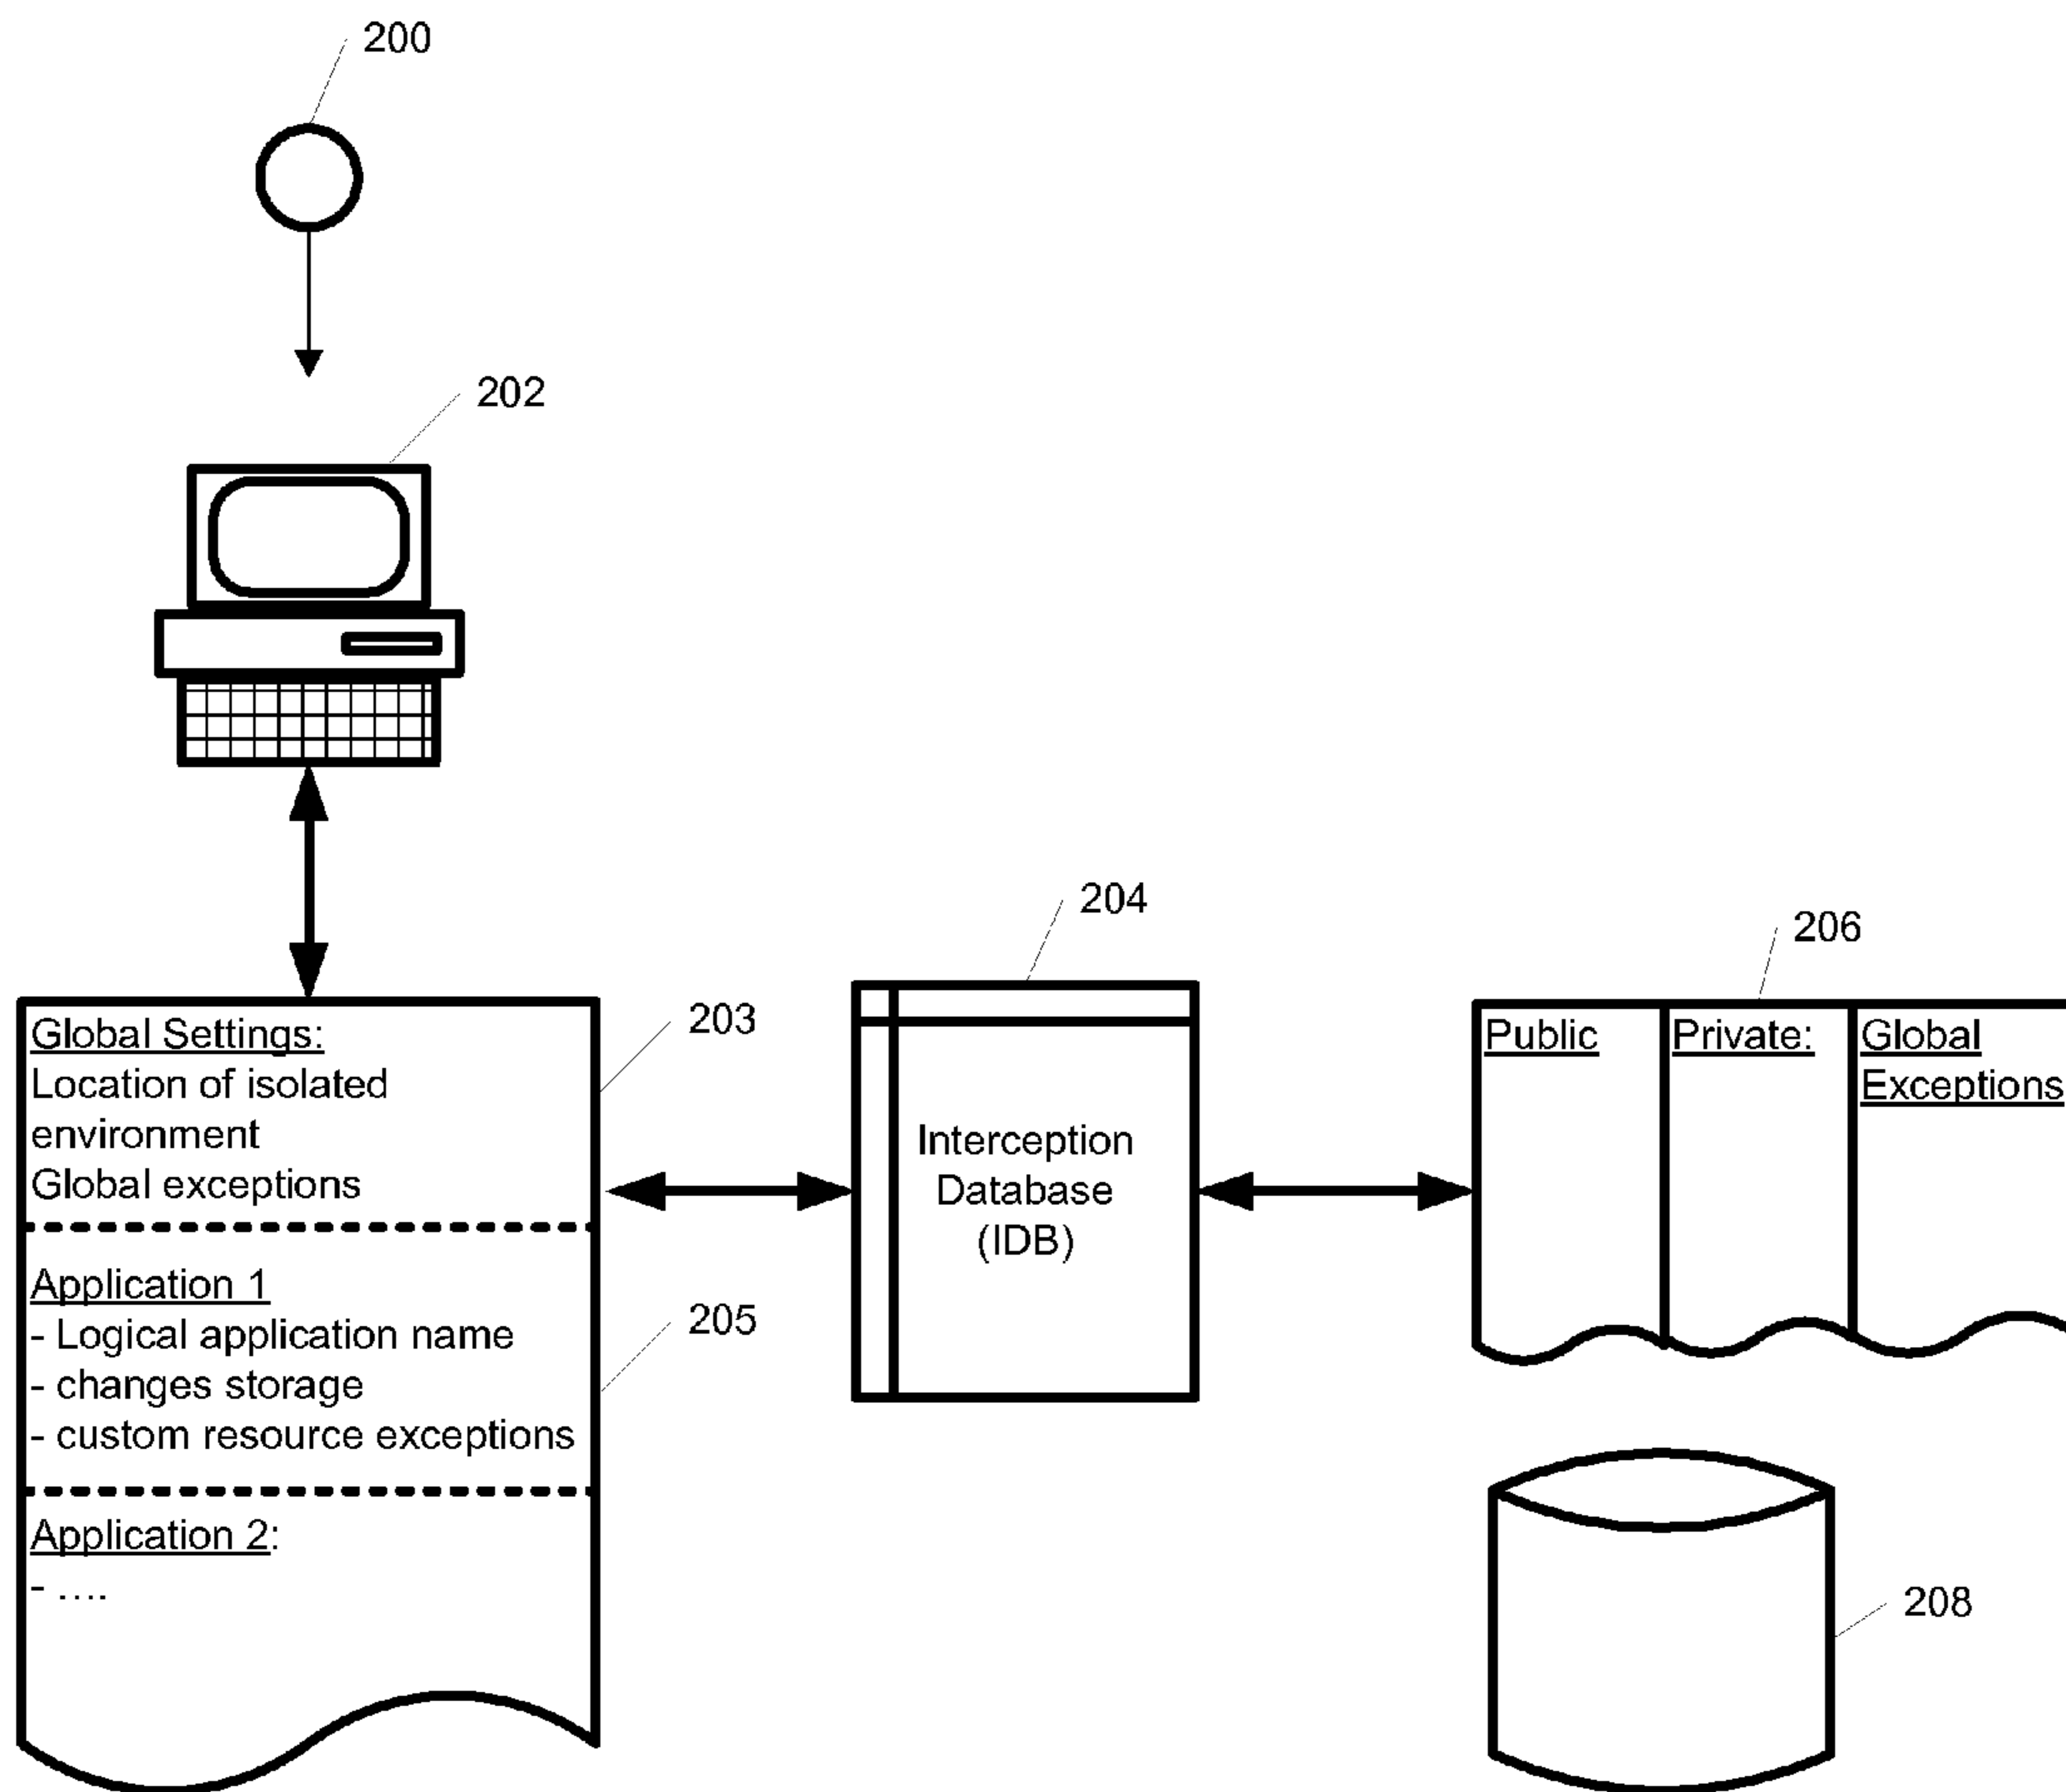 200
202
204
206
203
Global Settings:
Location of isolated
environment
Global exceptions
Application 1
- Logical application name
- changes storage
- custom resource exceptions
205
Application 2:
- ....
Interception
Database
(IDB)
Public
Private:
Global
Exceptions
208